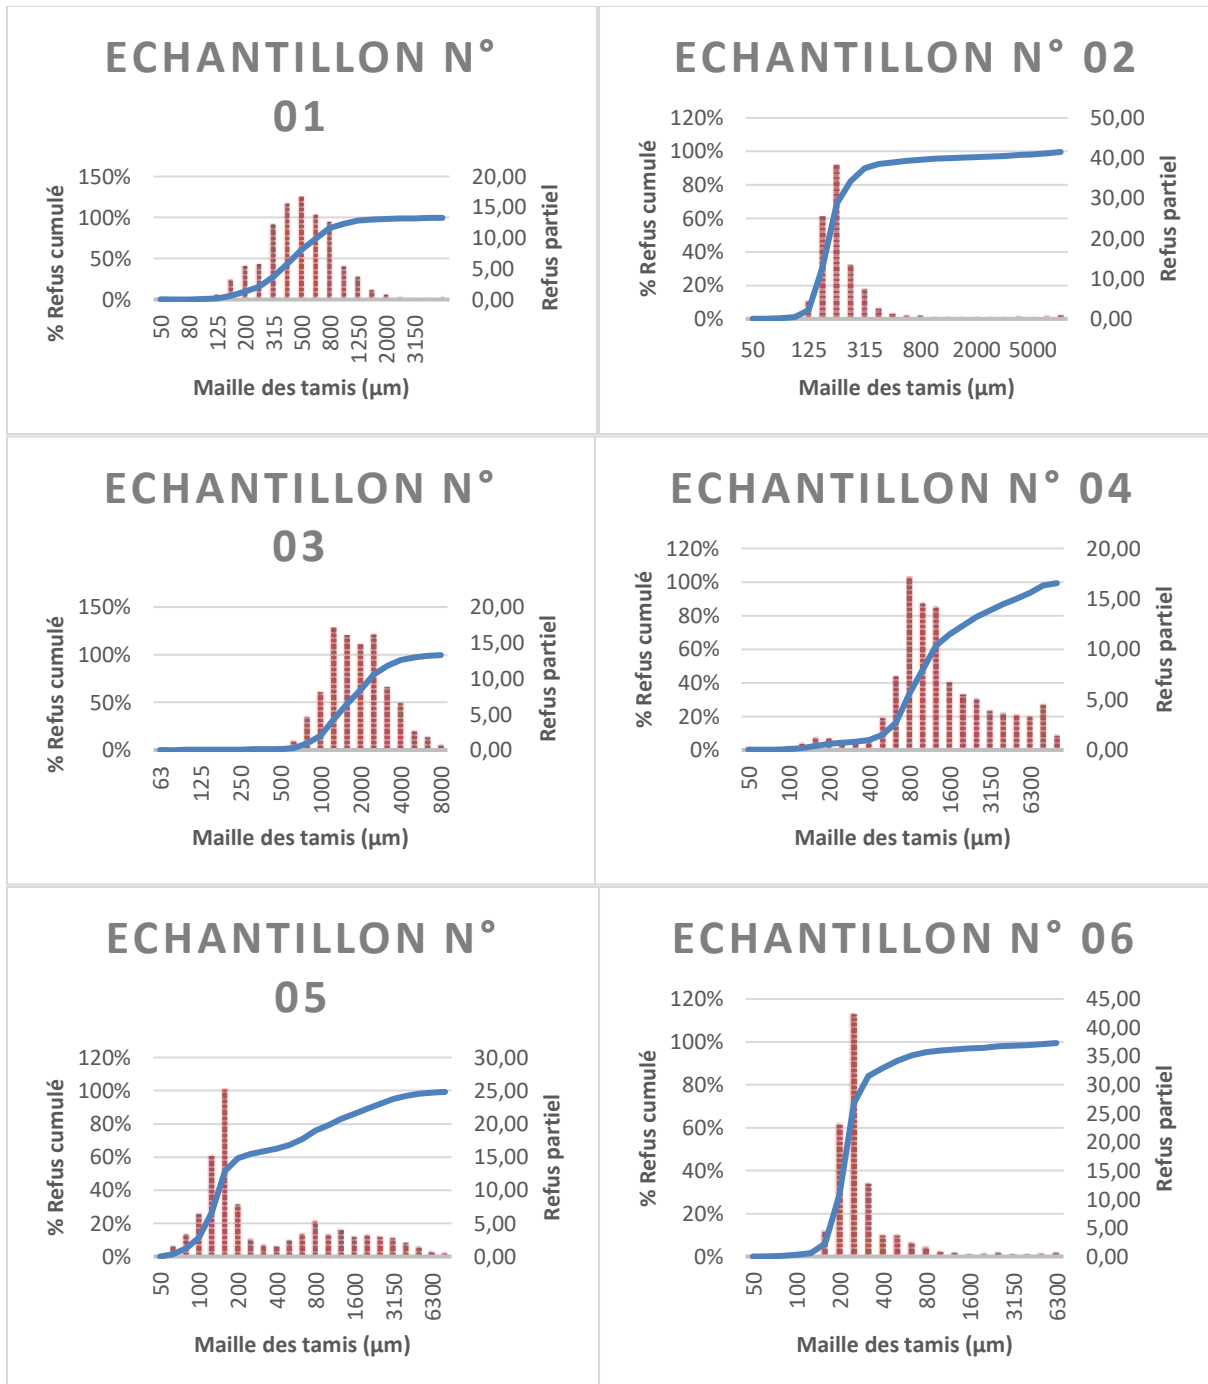 ECHANTILLON N°
01
% Refus cumulé
150%
100%
50%
0%
20,00
15,00
10,00
5,00
0,00
Refus partiel
50 80 125 200 315 500 800 1250 2000 3150
Maille des tamis (µm)
ECHANTILLON N° 02
% Refus cumulé
120%
100%
80%
60%
40%
20%
0%
50,00
40,00
30,00
20,00
10,00
0,00
Refus partiel
50 125 315 800 2000 5000
Maille des tamis (µm)
ECHANTILLON N°
03
% Refus cumulé
150%
100%
50%
0%
20,00
15,00
10,00
5,00
0,00
Refus partiel
63 125 250 500 1000 2000 4000 8000
Maille des tamis (µm)
ECHANTILLON N° 04
% Refus cumulé
120%
100%
80%
60%
40%
20%
0%
20,00
15,00
10,00
5,00
0,00
Refus partiel
50 100 200 400 800 1600 3150 6300
Maille des tamis (µm)
ECHANTILLON N°
05
% Refus cumulé
120%
100%
80%
60%
40%
20%
0%
30,00
25,00
20,00
15,00
10,00
5,00
0,00
Refus partiel
50 100 200 400 800 1600 3150 6300
Maille des tamis (µm)
ECHANTILLON N° 06
% Refus cumulé
120%
100%
80%
60%
40%
20%
0%
45,00
40,00
35,00
30,00
25,00
20,00
15,00
10,00
5,00
0,00
Refus partiel
50 100 200 400 800 1600 3150 6300
Maille des tamis (µm)